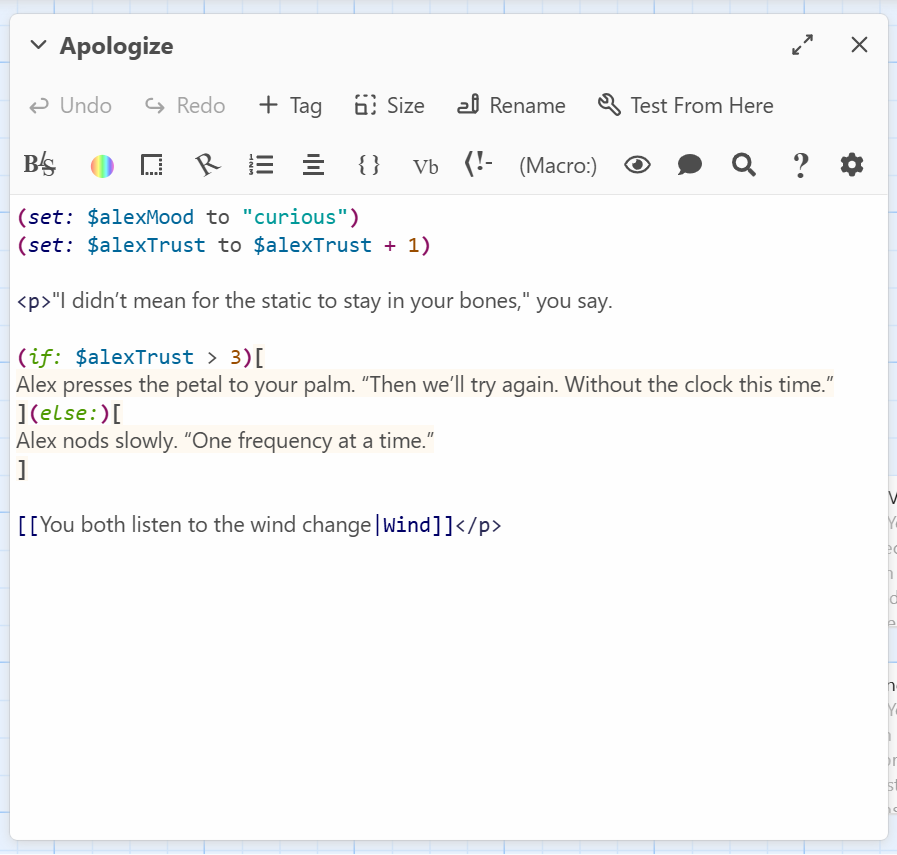 Apologize
Undo Redo + Tag Size Rename Test From Here
B/S R {} Vb (!- (Macro:) ?
(set: $alexMood to "curious")
(set: $alexTrust to $alexTrust + 1)
<p>"I didn’t mean for the static to stay in your bones," you say.
(if: $alexTrust > 3)[
Alex presses the petal to your palm. “Then we’ll try again. Without the clock this time.”
](else:)[
Alex nods slowly. “One frequency at a time.”
]
[[You both listen to the wind change|Wind]]</p>